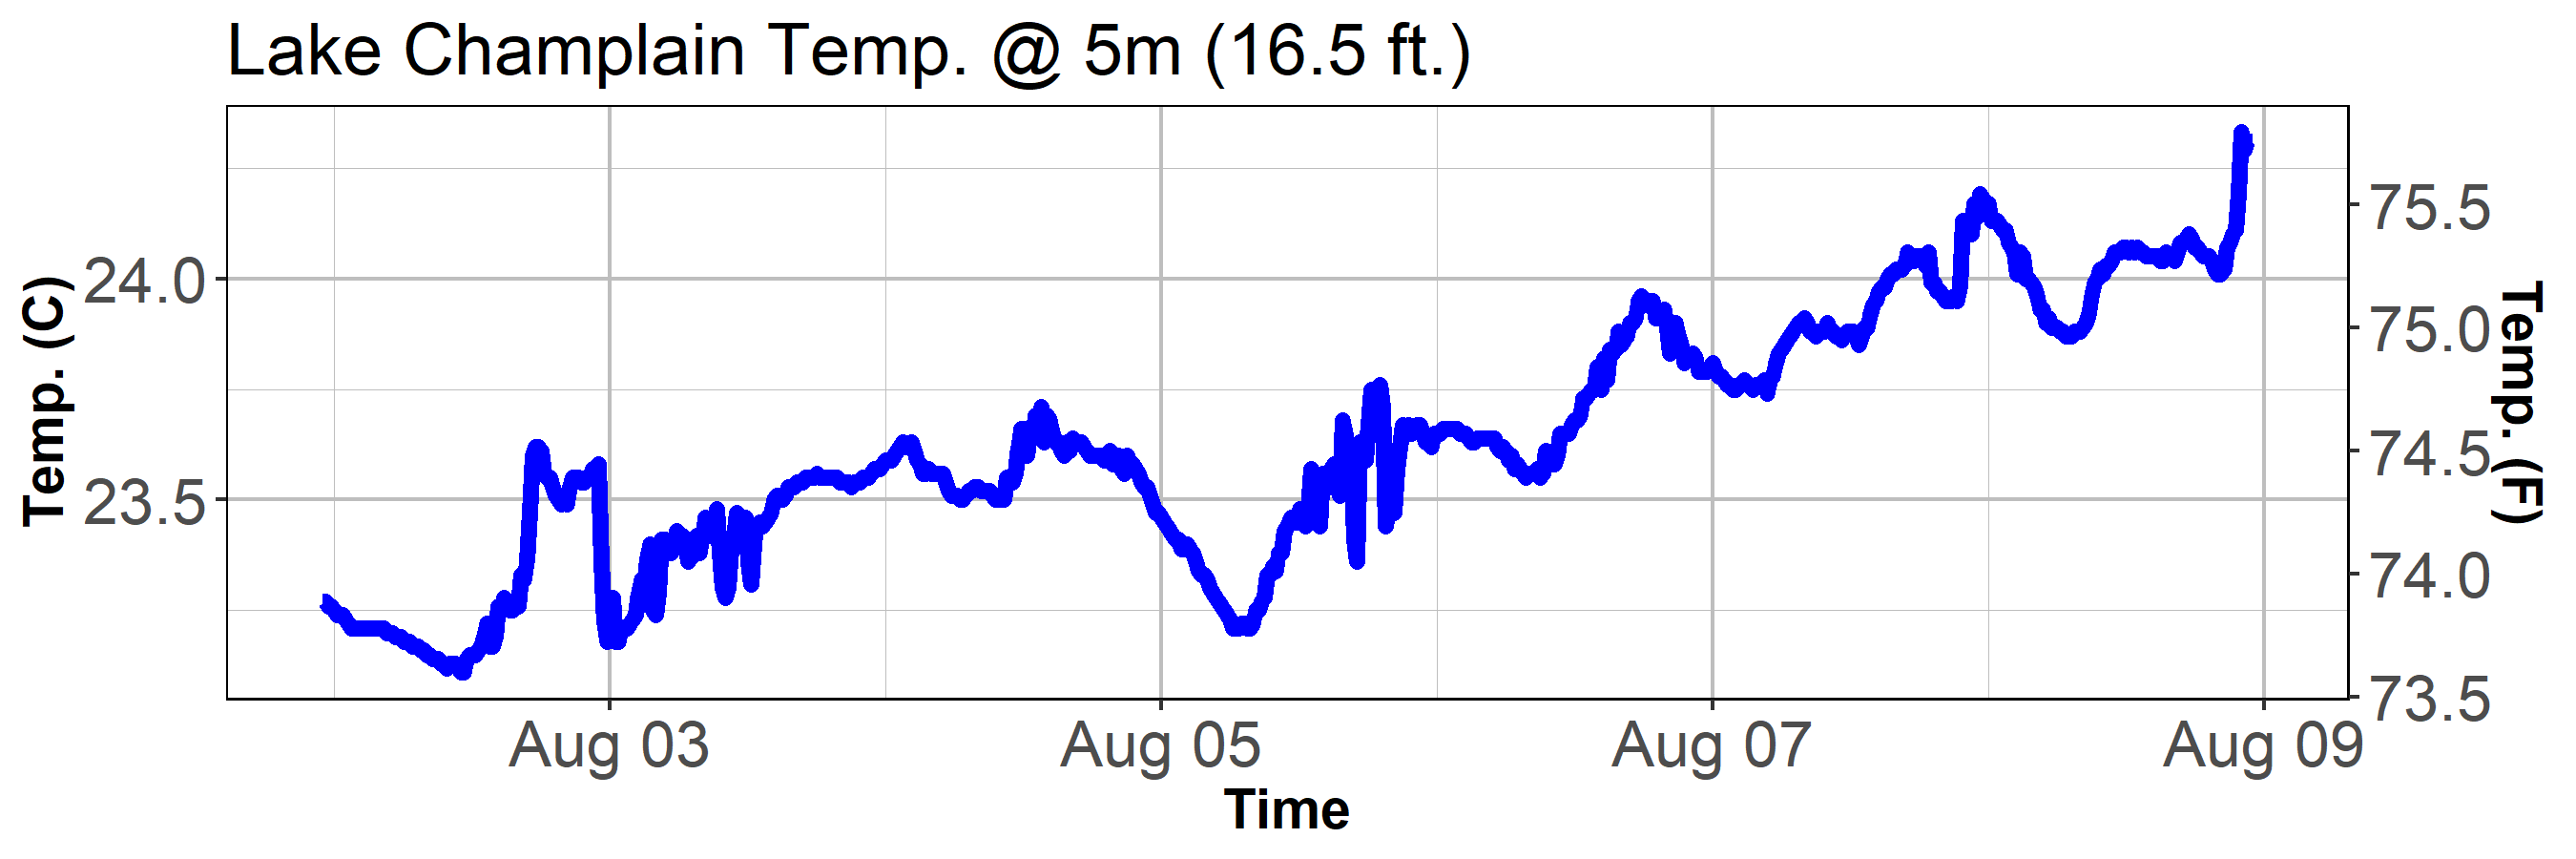 Lake Champlain Temp. @ 5m (16.5 ft.)
Temp. (C)
24.0
23.5
75.5
75.0
74.5
74.0
73.5
Temp. (F)
Aug 03
Aug 05
Aug 07
Aug 09
Time